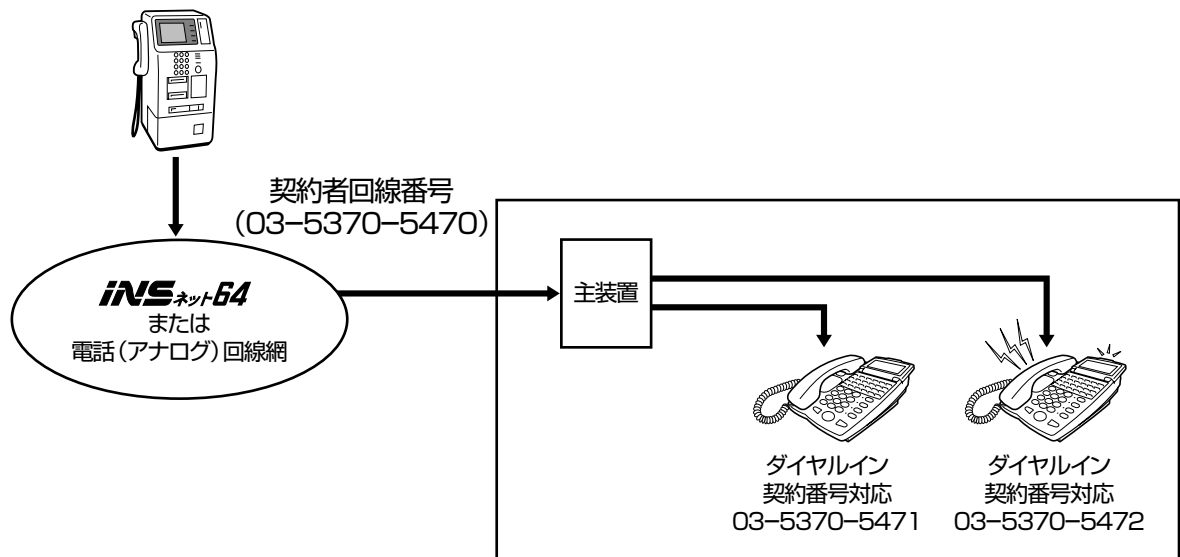 契約者回線番号
（03−5370−5470）
INSネット64
または
電話（アナログ）回線網
主装置
ダイヤルイン
契約番号対応
03−5370−5471
ダイヤルイン
契約番号対応
03−5370−5472